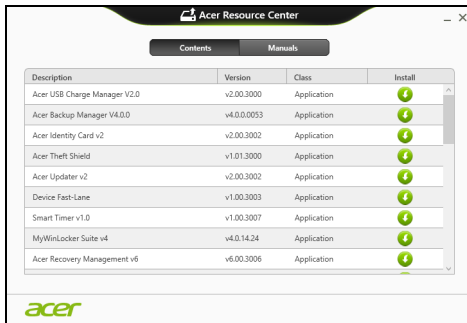 Acer Resource Center
Contents Manuals
Description Version Class Install
Acer USB Charge Manager V2.0 v2.00.3000 Application
Acer Backup Manager V4.0.0 v4.0.0.0053 Application
Acer Identity Card v2 v2.00.3002 Application
Acer Theft Shield v1.01.3000 Application
Acer Updater v2 v2.00.3002 Application
Device Fast-Lane v1.00.3003 Application
Smart Timer v1.0 v1.00.3007 Application
MyWinLocker Suite v4 v4.0.14.24 Application
Acer Recovery Management v6 v6.00.3006 Application
acer